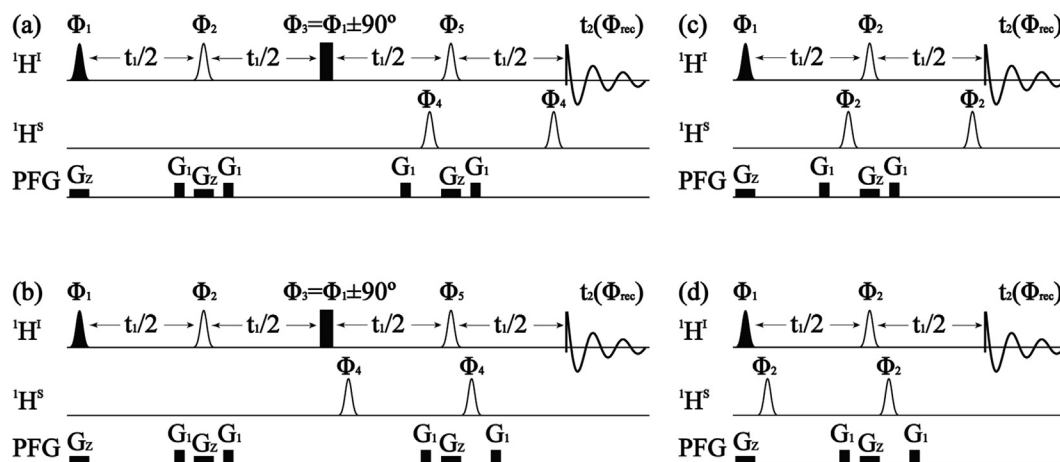 (a) Φ₁ Φ₂ Φ₃=Φ₁±90º Φ₅ t₂(Φrec)
¹Hᴵ t₁/2 t₁/2 t₁/2 t₁/2
Φ₄ Φ₄
¹Hˢ
PFG Gz G₁ Gz G₁ G₁ Gz G₁
(c) Φ₁ Φ₂ t₂(Φrec)
¹Hᴵ t₁/2 t₁/2
Φ₂ Φ₂
¹Hˢ
PFG Gz G₁ Gz G₁
(b) Φ₁ Φ₂ Φ₃=Φ₁±90º Φ₅ t₂(Φrec)
¹Hᴵ t₁/2 t₁/2 t₁/2 t₁/2
Φ₄ Φ₄
¹Hˢ
PFG Gz G₁ Gz G₁ G₁ Gz G₁
(d) Φ₁ Φ₂ t₂(Φrec)
¹Hᴵ t₁/2 t₁/2
Φ₂ Φ₂
¹Hˢ
PFG Gz G₁ Gz G₁